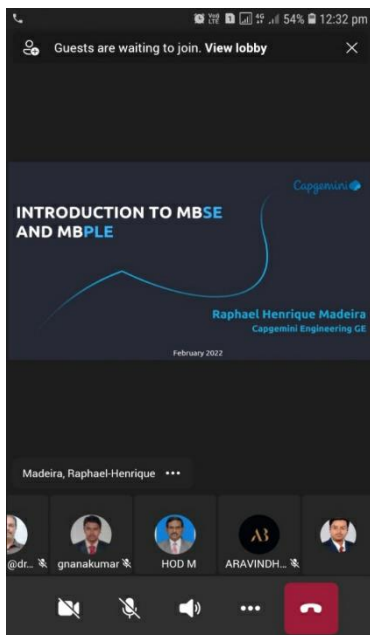 54% 12:32 pm
Guests are waiting to join. View lobby
Capgemini
INTRODUCTION TO MBSE
AND MBPLE
Raphael Henrique Madeira
Capgemini Engineering GE
February 2022
Madeira, Raphael-Henrique •••
@dr... gnanakumar HOD M ARAVINDH...